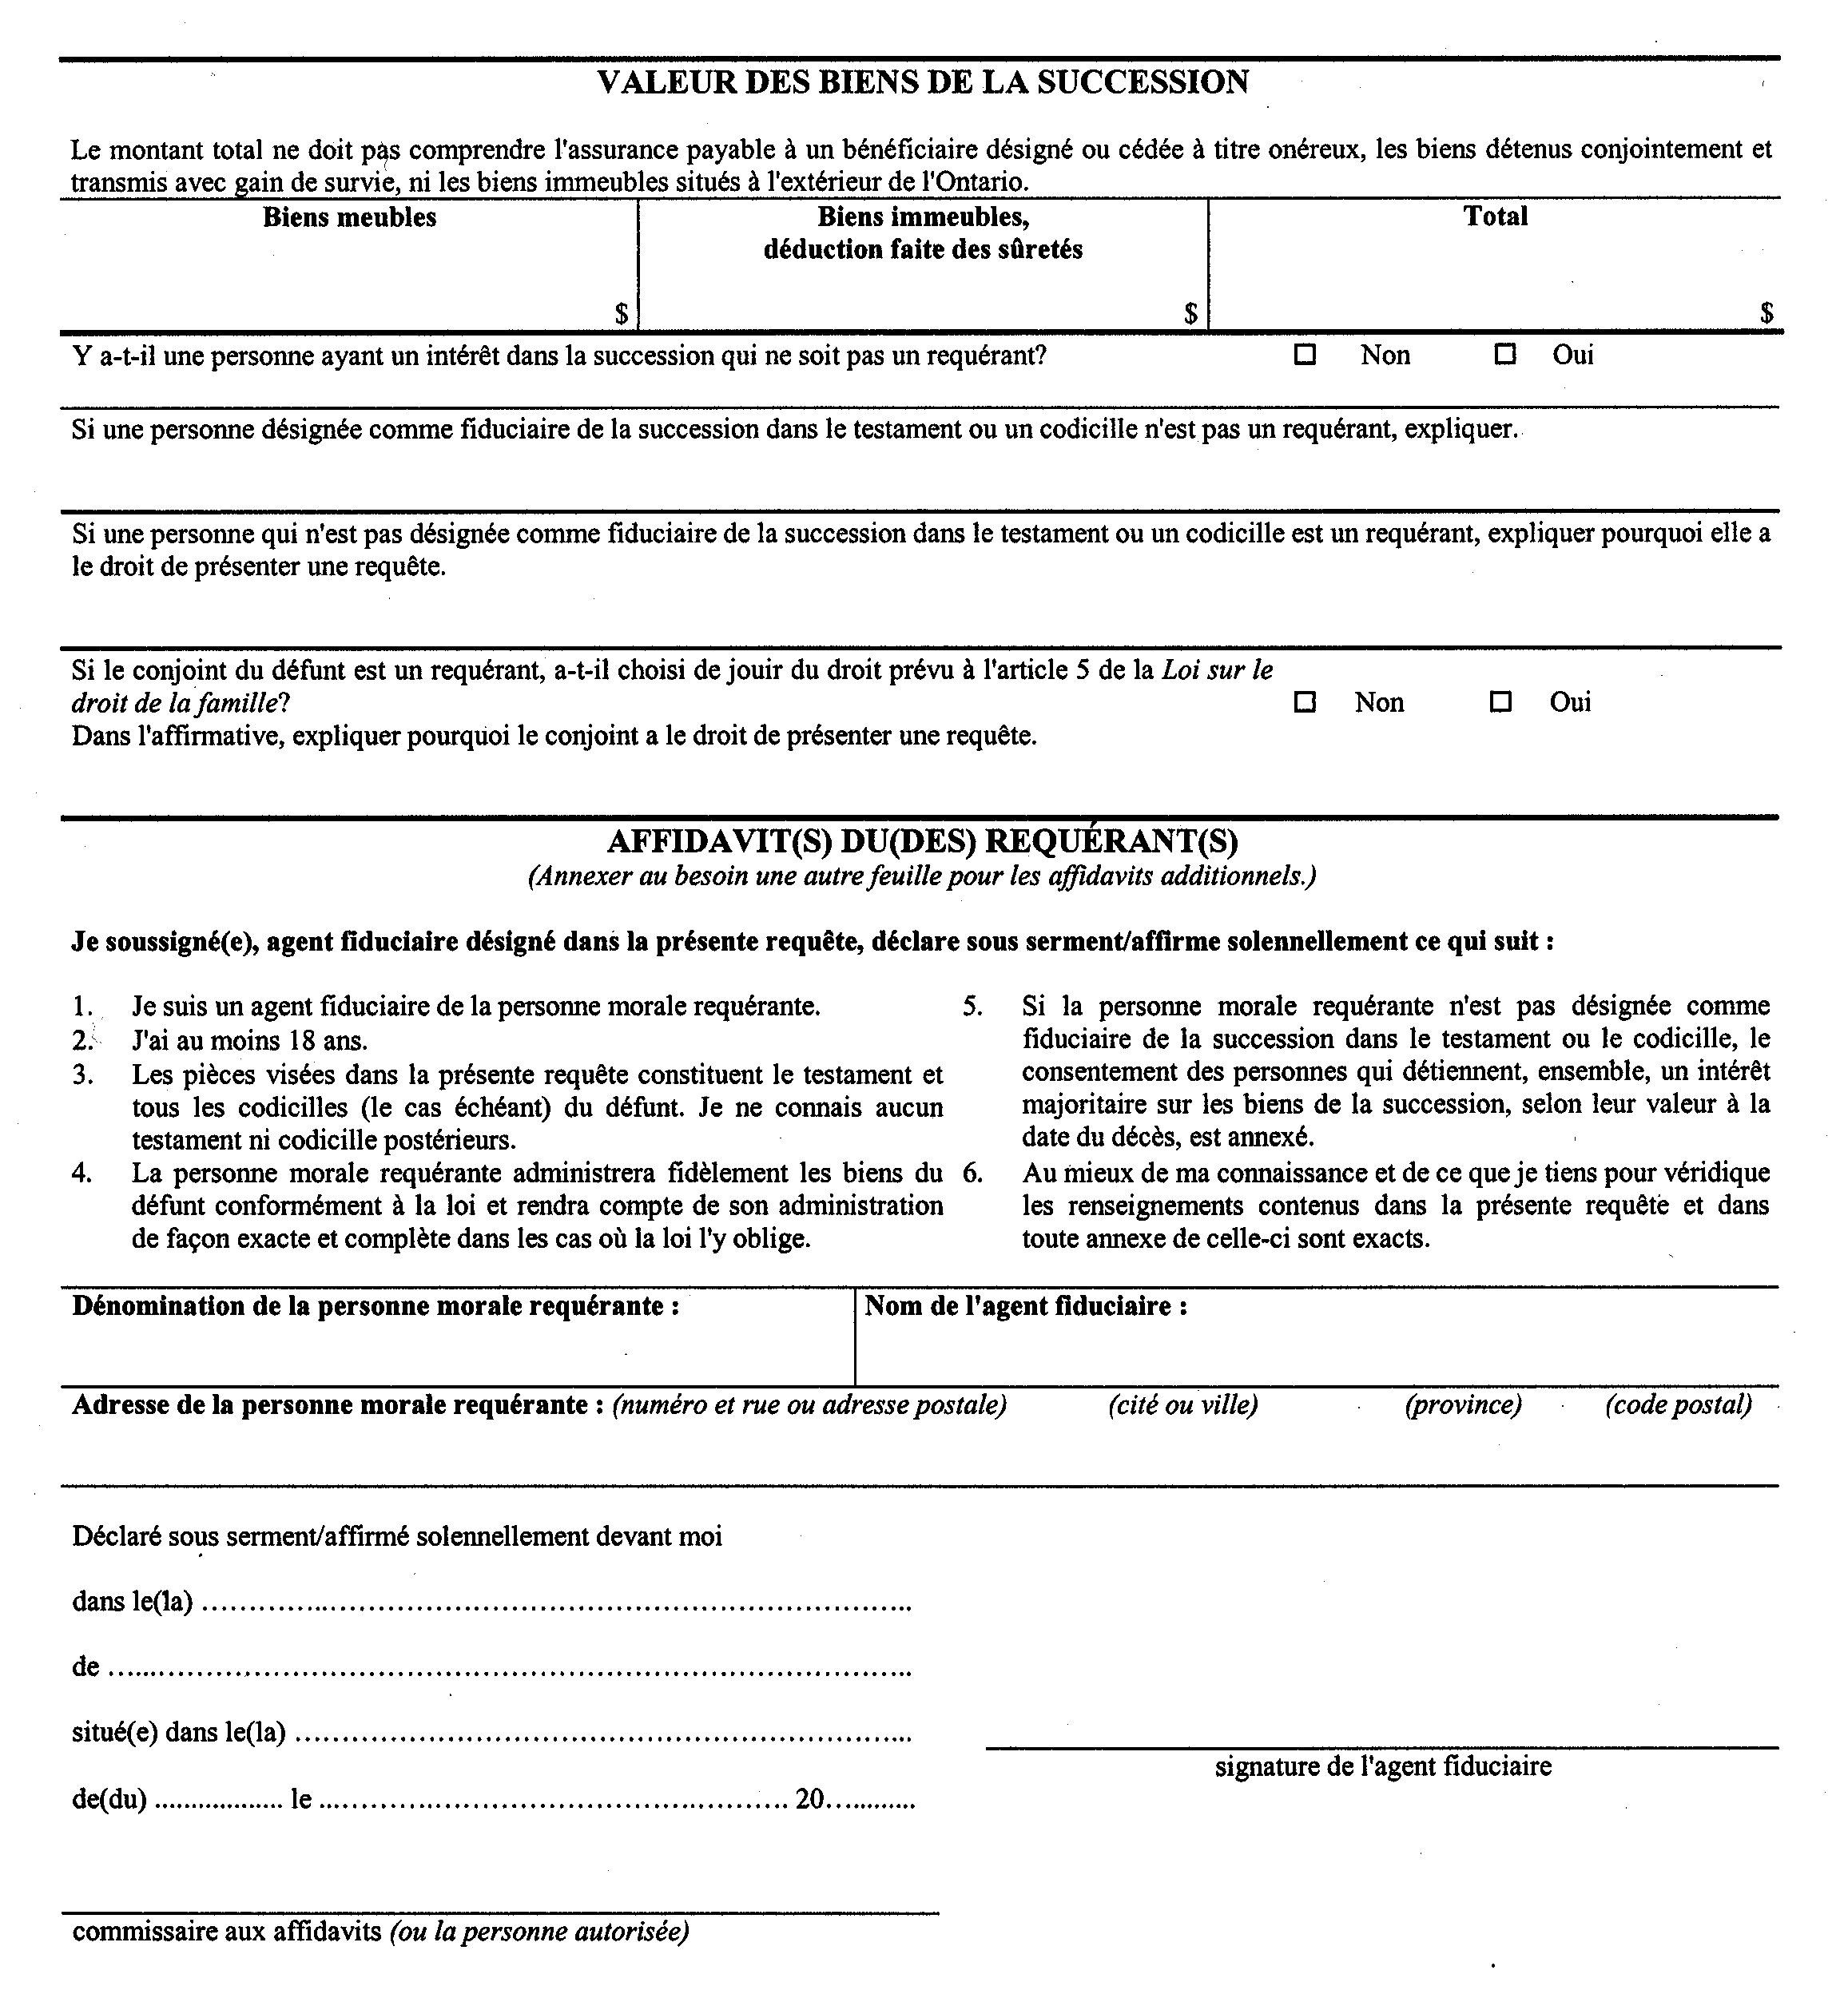 VALEUR DES BIENS DE LA SUCCESSION
Le montant total ne doit pas comprendre l'assurance payable à un bénéficiaire désigné ou cédée à titre onéreux, les biens détenus conjointement et
transmis avec gain de survie, ni les biens immeubles situés à l'extérieur de l'Ontario.
Biens meubles
$
Biens immeubles,
déduction faite des sûretés
$
Total
$
Y a-t-il une personne ayant un intérêt dans la succession qui ne soit pas un requérant? □ Non □ Oui
Si une personne désignée comme fiduciaire de la succession dans le testament ou un codicille n'est pas un requérant, expliquer.
Si une personne qui n'est pas désignée comme fiduciaire de la succession dans le testament ou un codicille est un requérant, expliquer pourquoi elle a
le droit de présenter une requête.
Si le conjoint du défunt est un requérant, a-t-il choisi de jouir du droit prévu à l'article 5 de la Loi sur le
droit de la famille? □ Non □ Oui
Dans l'affirmative, expliquer pourquoi le conjoint a le droit de présenter une requête.
AFFIDAVIT(S) DU(DES) REQUÉRANT(S)
(Annexer au besoin une autre feuille pour les affidavits additionnels.)
Je soussigné(e), agent fiduciaire désigné dans la présente requête, déclare sous serment/affirme solennellement ce qui suit :
1. Je suis un agent fiduciaire de la personne morale requérante.
2. J'ai au moins 18 ans.
3. Les pièces visées dans la présente requête constituent le testament et
tous les codicilles (le cas échéant) du défunt. Je ne connais aucun
testament ni codicille postérieurs.
4. La personne morale requérante administrera fidèlement les biens du
défunt conformément à la loi et rendra compte de son administration
de façon exacte et complète dans les cas où la loi l'y oblige.
5. Si la personne morale requérante n'est pas désignée comme
fiduciaire de la succession dans le testament ou le codicille, le
consentement des personnes qui détiennent, ensemble, un intérêt
majoritaire sur les biens de la succession, selon leur valeur à la
date du décès, est annexé.
6. Au mieux de ma connaissance et de ce que je tiens pour véridique
les renseignements contenus dans la présente requête et dans
toute annexe de celle-ci sont exacts.
Dénomination de la personne morale requérante :
Nom de l'agent fiduciaire :
Adresse de la personne morale requérante : (numéro et rue ou adresse postale) (cité ou ville) (province) (code postal)
Déclaré sous serment/affirmé solennellement devant moi
dans le(la) ..........................................................................
de ....................................................................................
situé(e) dans le(la) .................................................................
de(du) .................. le .................................................. 20............
signature de l'agent fiduciaire
commissaire aux affidavits (ou la personne autorisée)